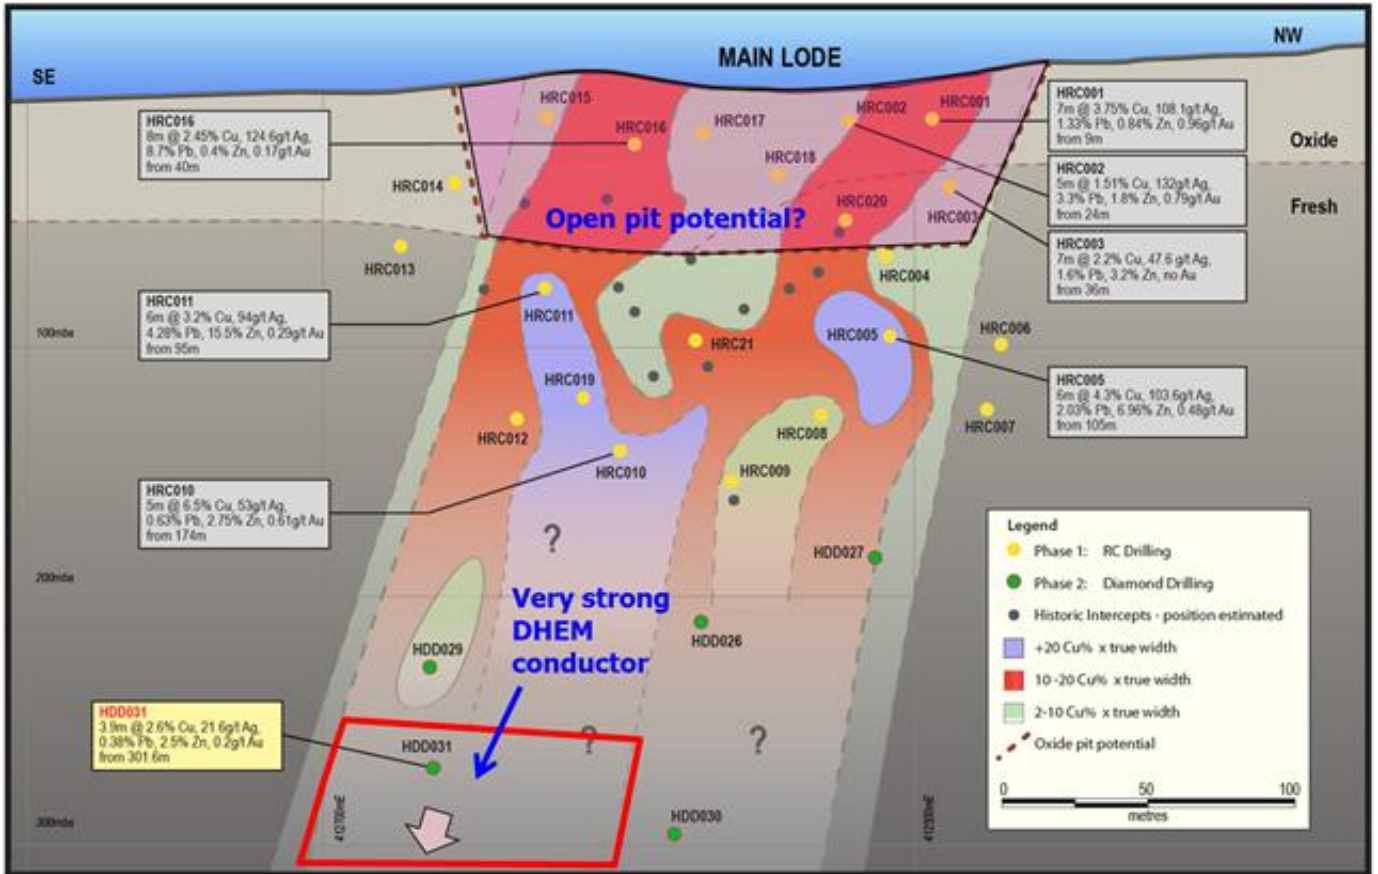 SE
MAIN LODE
NW
HRC016
8m @ 2.45% Cu, 124.6g/t Ag,
8.7% Pb, 0.4% Zn, 0.17g/t Au
from 40m
HRC015
HRC016
HRC017
HRC002
HRC001
HRC018
HRC020
HRC003
HRC014
HRC001
7m @ 3.75% Cu, 108.1g/t Ag,
1.33% Pb, 0.84% Zn, 0.96g/t Au
from 9m
Oxide
HRC002
5m @ 1.51% Cu, 132g/t Ag,
3.3% Pb, 1.8% Zn, 0.79g/t Au
from 24m
Fresh
Open pit potential?
HRC003
7m @ 2.2% Cu, 47.6 g/t Ag,
1.6% Pb, 3.2% Zn, no Au
from 36m
HRC013
HRC004
HRC011
6m @ 3.2% Cu, 94g/t Ag,
4.28% Pb, 15.5% Zn, 0.29g/t Au
from 95m
HRC011
HRC21
HRC005
HRC006
100mbs
HRC019
HRC005
6m @ 4.3% Cu, 103.6g/t Ag,
2.03% Pb, 6.96% Zn, 0.48g/t Au
from 105m
HRC007
HRC012
HRC008
HRC010
HRC009
HRC010
5m @ 6.5% Cu, 53g/t Ag,
0.63% Pb, 2.75% Zn, 0.61g/t Au
from 174m
?
HDD027
200mbs
Very strong
DHEM
conductor
HDD029
HDD026
HDD031
3.9m @ 2.6% Cu, 21.6g/t Ag,
0.38% Pb, 2.5% Zn, 0.2g/t Au
from 301.6m
HDD031
?
?
300mbs
412700mE
HDD030
412500mE
Legend
Phase 1: RC Drilling
Phase 2: Diamond Drilling
Historic Intercepts - position estimated
+20 Cu% x true width
10 -20 Cu% x true width
2-10 Cu% x true width
Oxide pit potential
0 50 100
metres